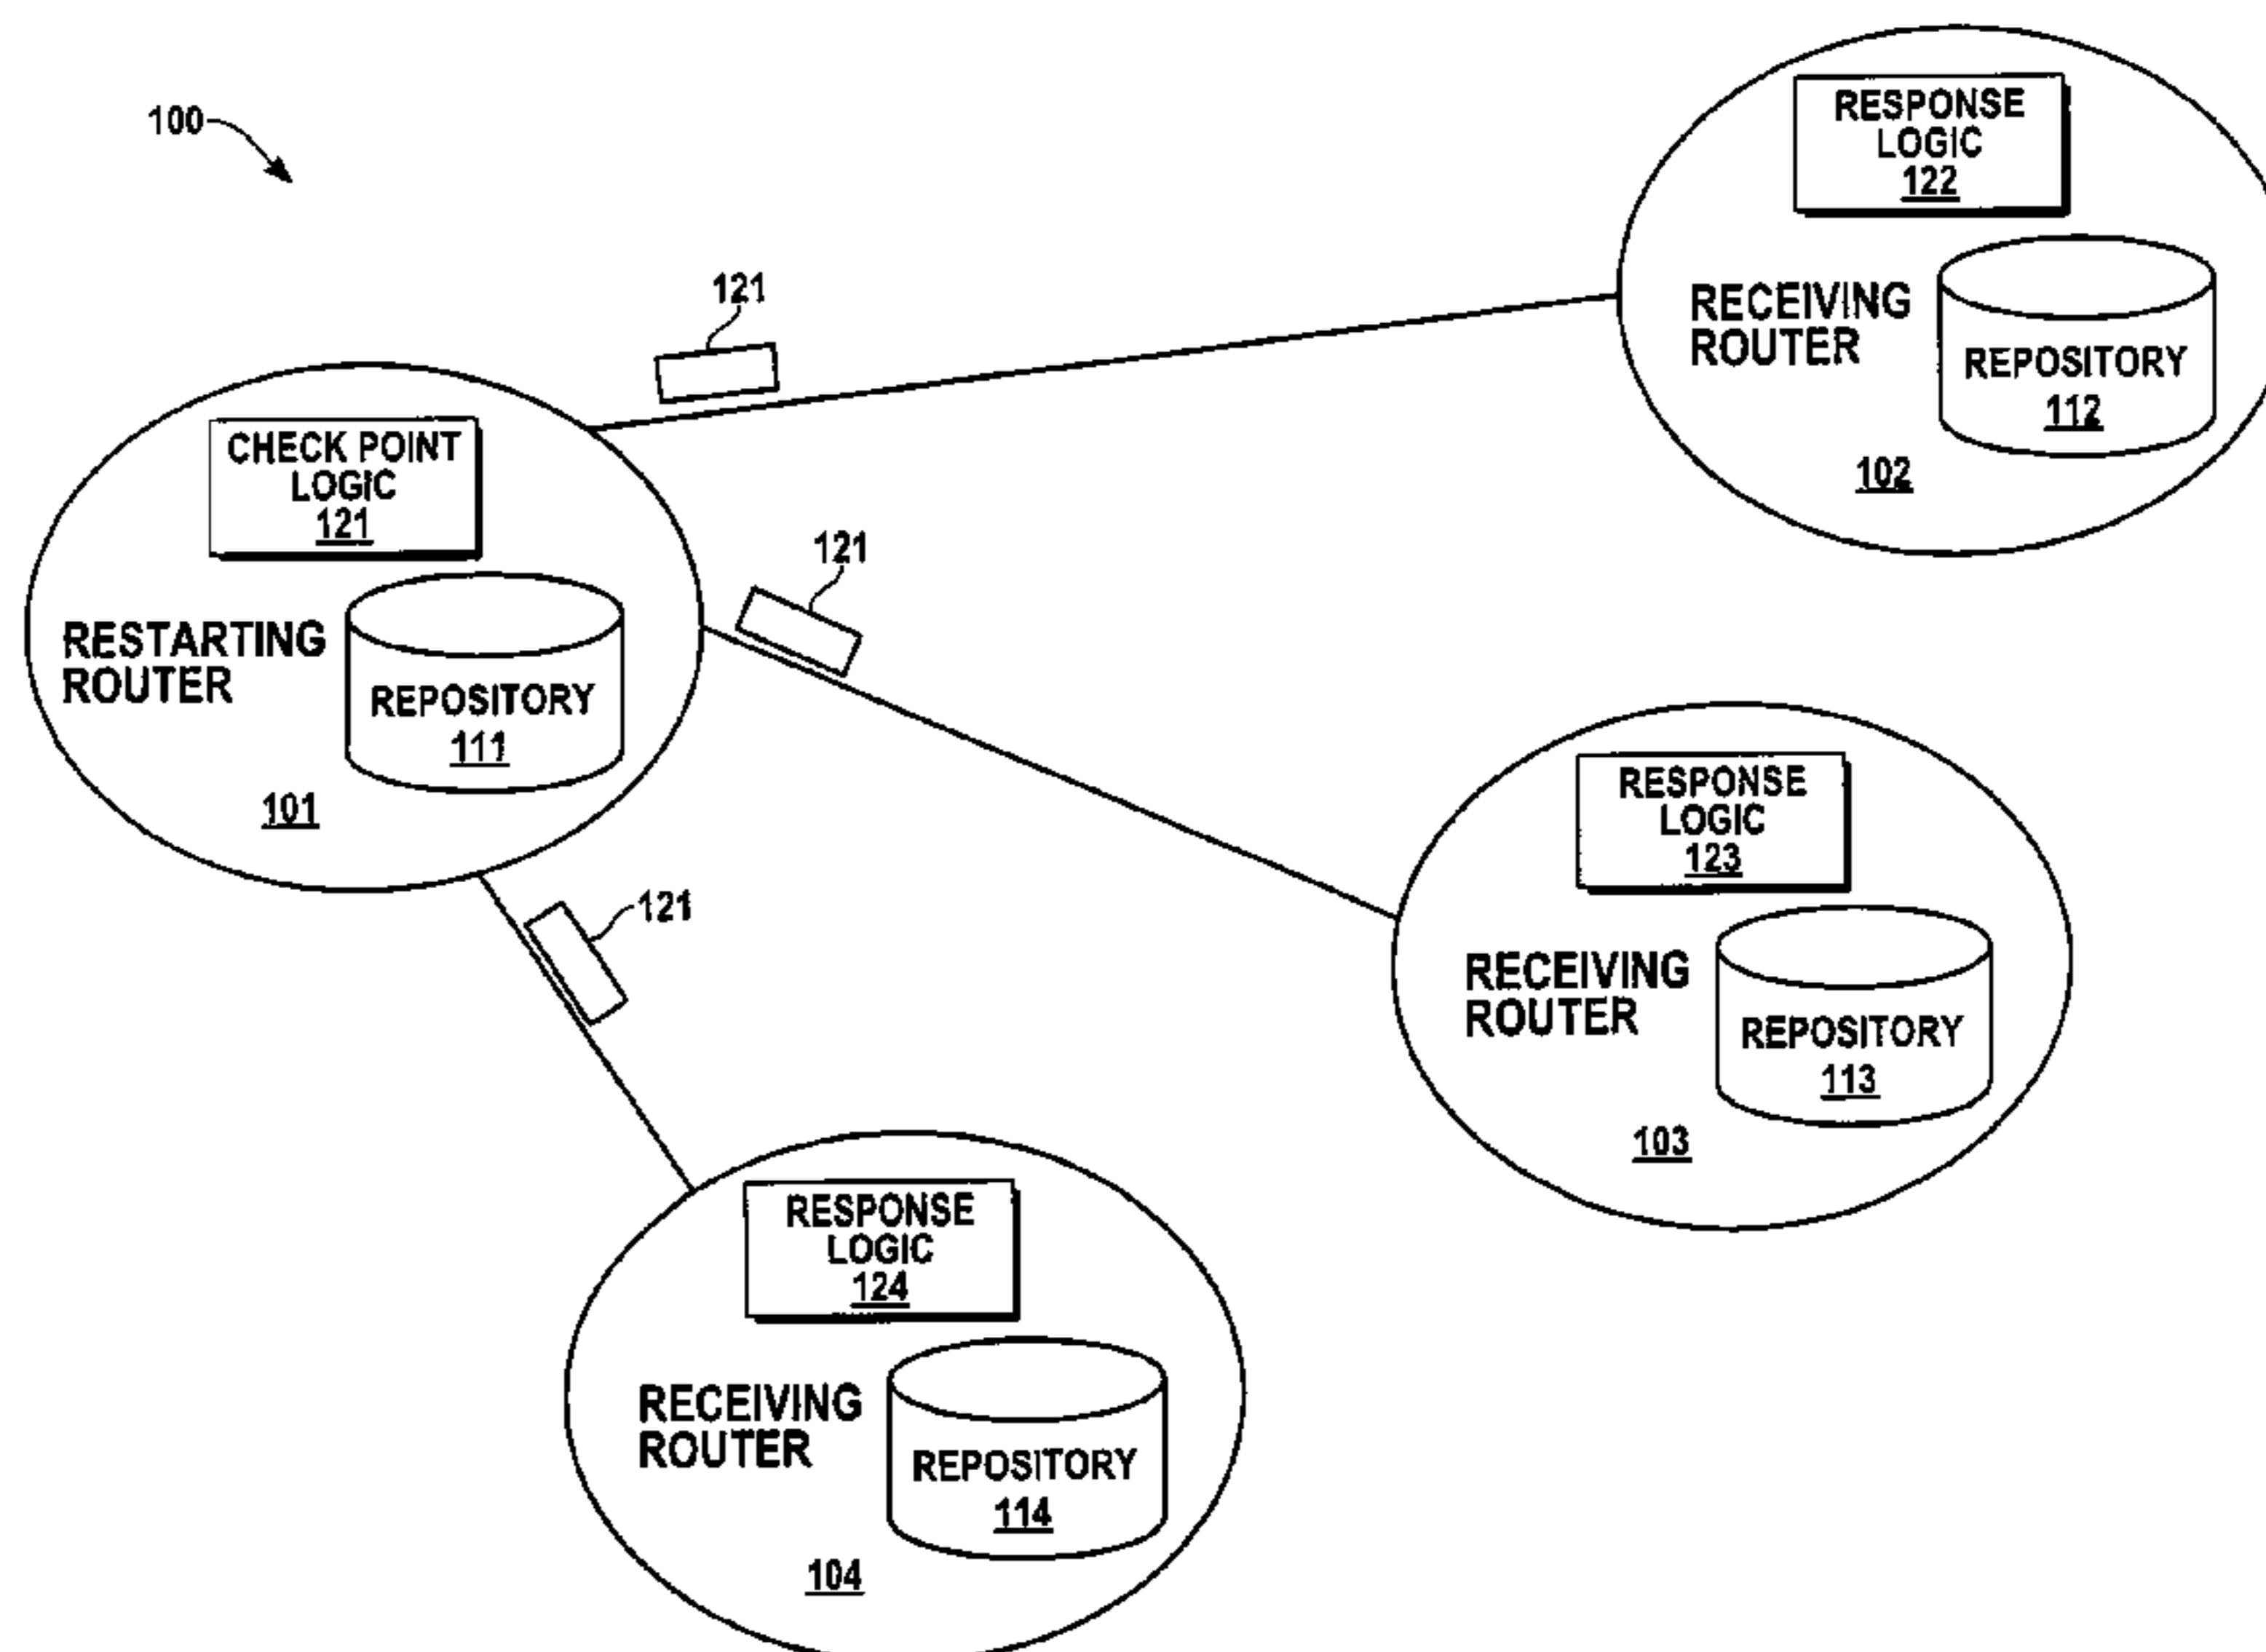 100
RESPONSE
LOGIC
122
RECEIVING
ROUTER
REPOSITORY
112
102
121
CHECK POINT
LOGIC
121
RESTARTING
ROUTER
REPOSITORY
111
101
121
RESPONSE
LOGIC
123
RECEIVING
ROUTER
REPOSITORY
113
103
121
RESPONSE
LOGIC
124
RECEIVING
ROUTER
REPOSITORY
114
104